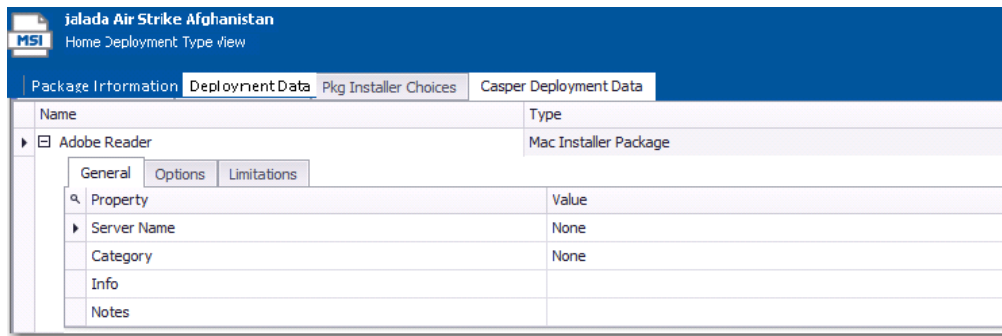 jalada Air Strike Afghanistan
MSI
Home Deployment Type View
Package Information Deployment Data Pkg Installer Choices Casper Deployment Data
Name Type
Adobe Reader Mac Installer Package
General Options Limitations
Property Value
Server Name None
Category None
Info
Notes